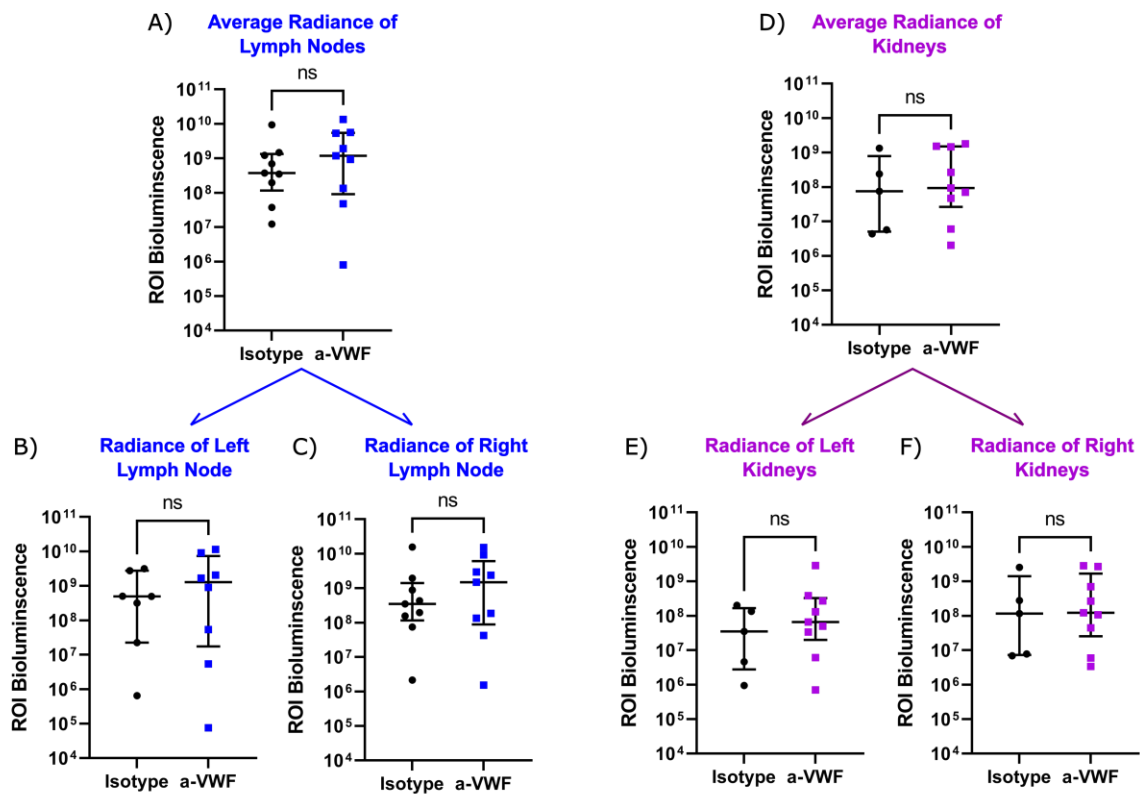 A)
Average Radiance of
Lymph Nodes
ns
ROI Bioluminscence
10^11
10^10
10^9
10^8
10^7
10^6
10^5
10^4
Isotype a-VWF
D)
Average Radiance of
Kidneys
ns
ROI Bioluminscence
10^11
10^10
10^9
10^8
10^7
10^6
10^5
10^4
Isotype a-VWF
B)
Radiance of Left
Lymph Node
ns
ROI Bioluminscence
10^11
10^10
10^9
10^8
10^7
10^6
10^5
10^4
Isotype a-VWF
C)
Radiance of Right
Lymph Node
ns
ROI Bioluminscence
10^11
10^10
10^9
10^8
10^7
10^6
10^5
10^4
Isotype a-VWF
E)
Radiance of Left
Kidneys
ns
ROI Bioluminscence
10^11
10^10
10^9
10^8
10^7
10^6
10^5
10^4
Isotype a-VWF
F)
Radiance of Right
Kidneys
ns
ROI Bioluminscence
10^11
10^10
10^9
10^8
10^7
10^6
10^5
10^4
Isotype a-VWF